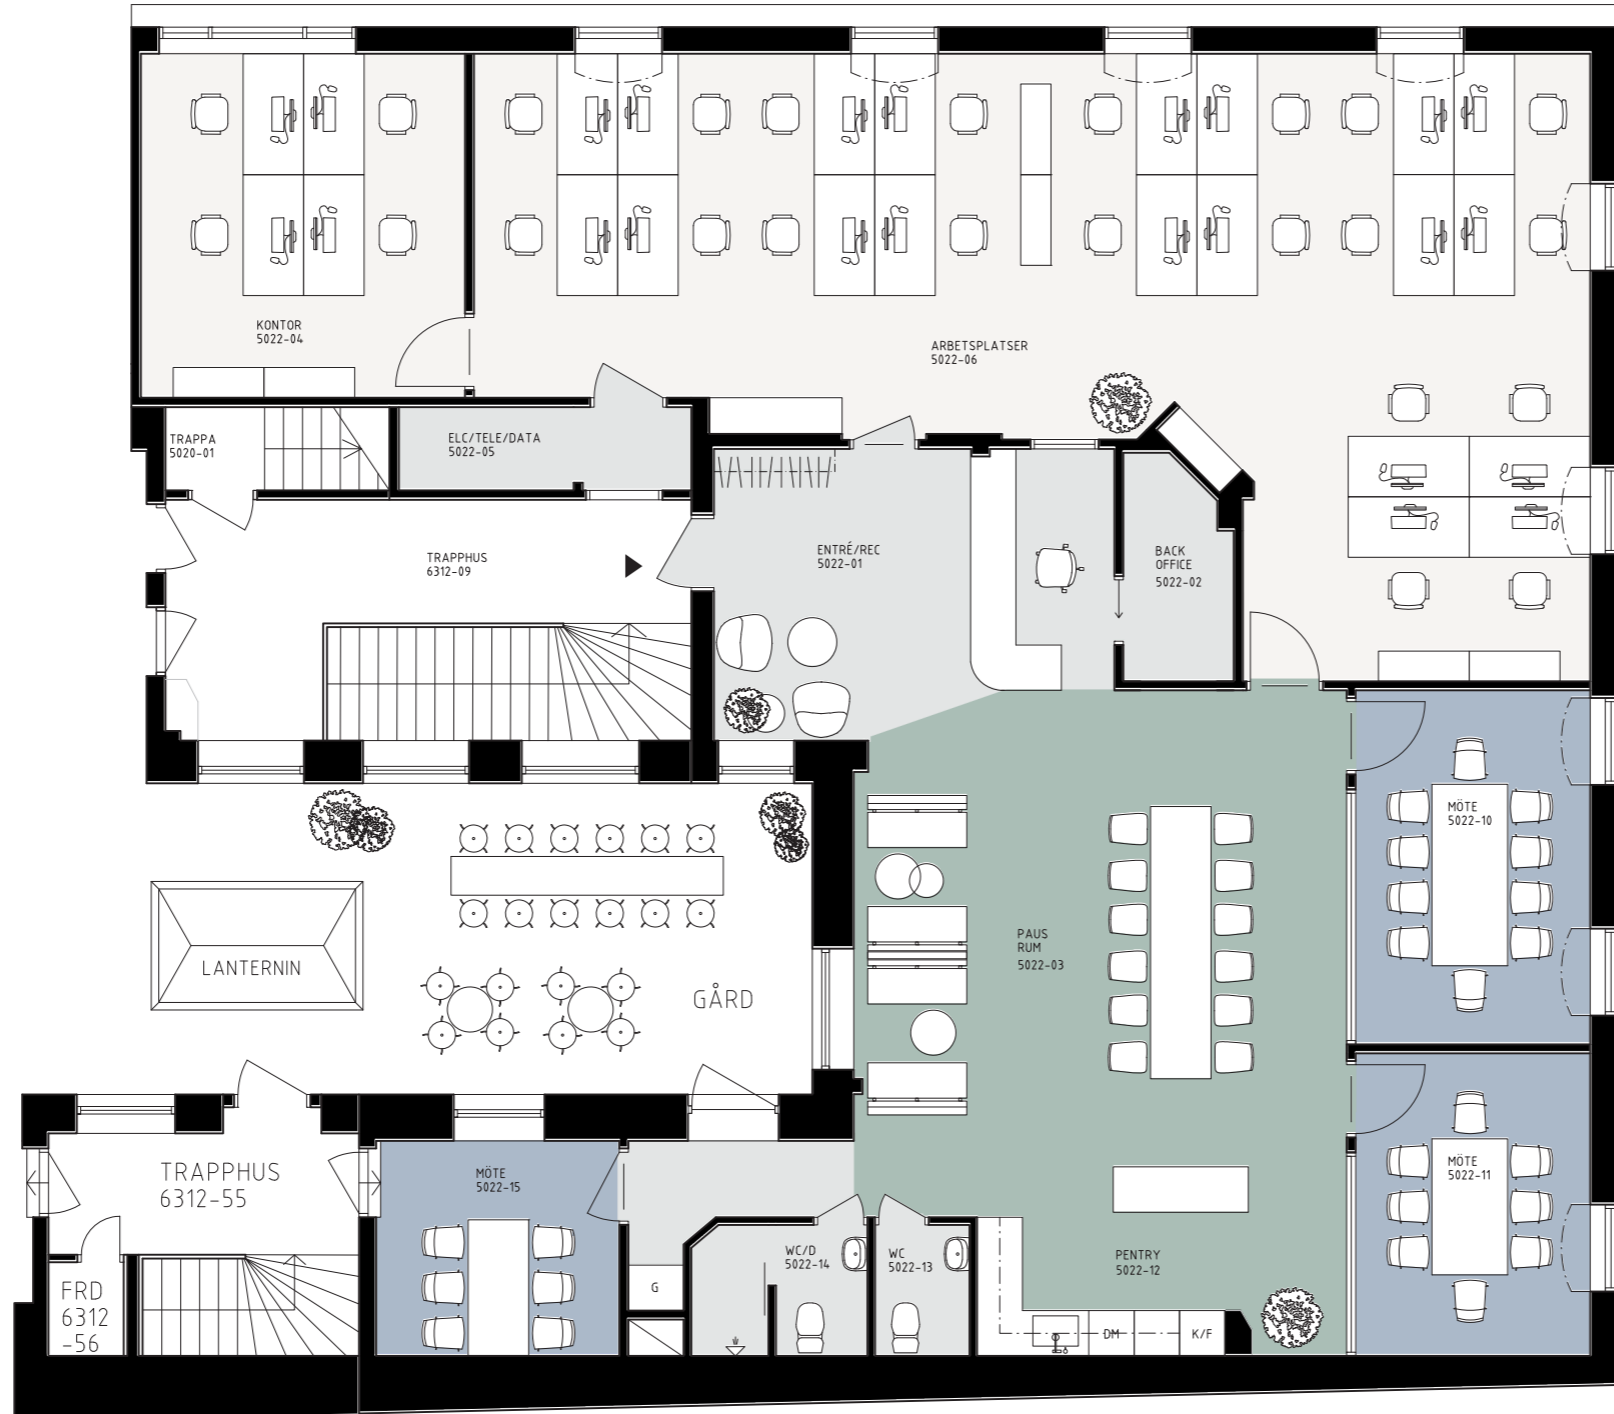 KONTOR
5022-04
ARBETSPLATSER
5022-06
TRAPPA
5020-01
ELC/TELE/DATA
5022-05
TRAPPHUS
6312-09
ENTRÉ/REC
5022-01
BACK
OFFICE
5022-02
MÖTE
5022-10
PAUS
RUM
5022-03
LANTERNIN
GÅRD
TRAPPHUS
6312-55
MÖTE
5022-15
MÖTE
5022-11
WC/D
5022-14
WC
5022-13
PENTRY
5022-12
FRD
6312
-56
G
DM
K/F